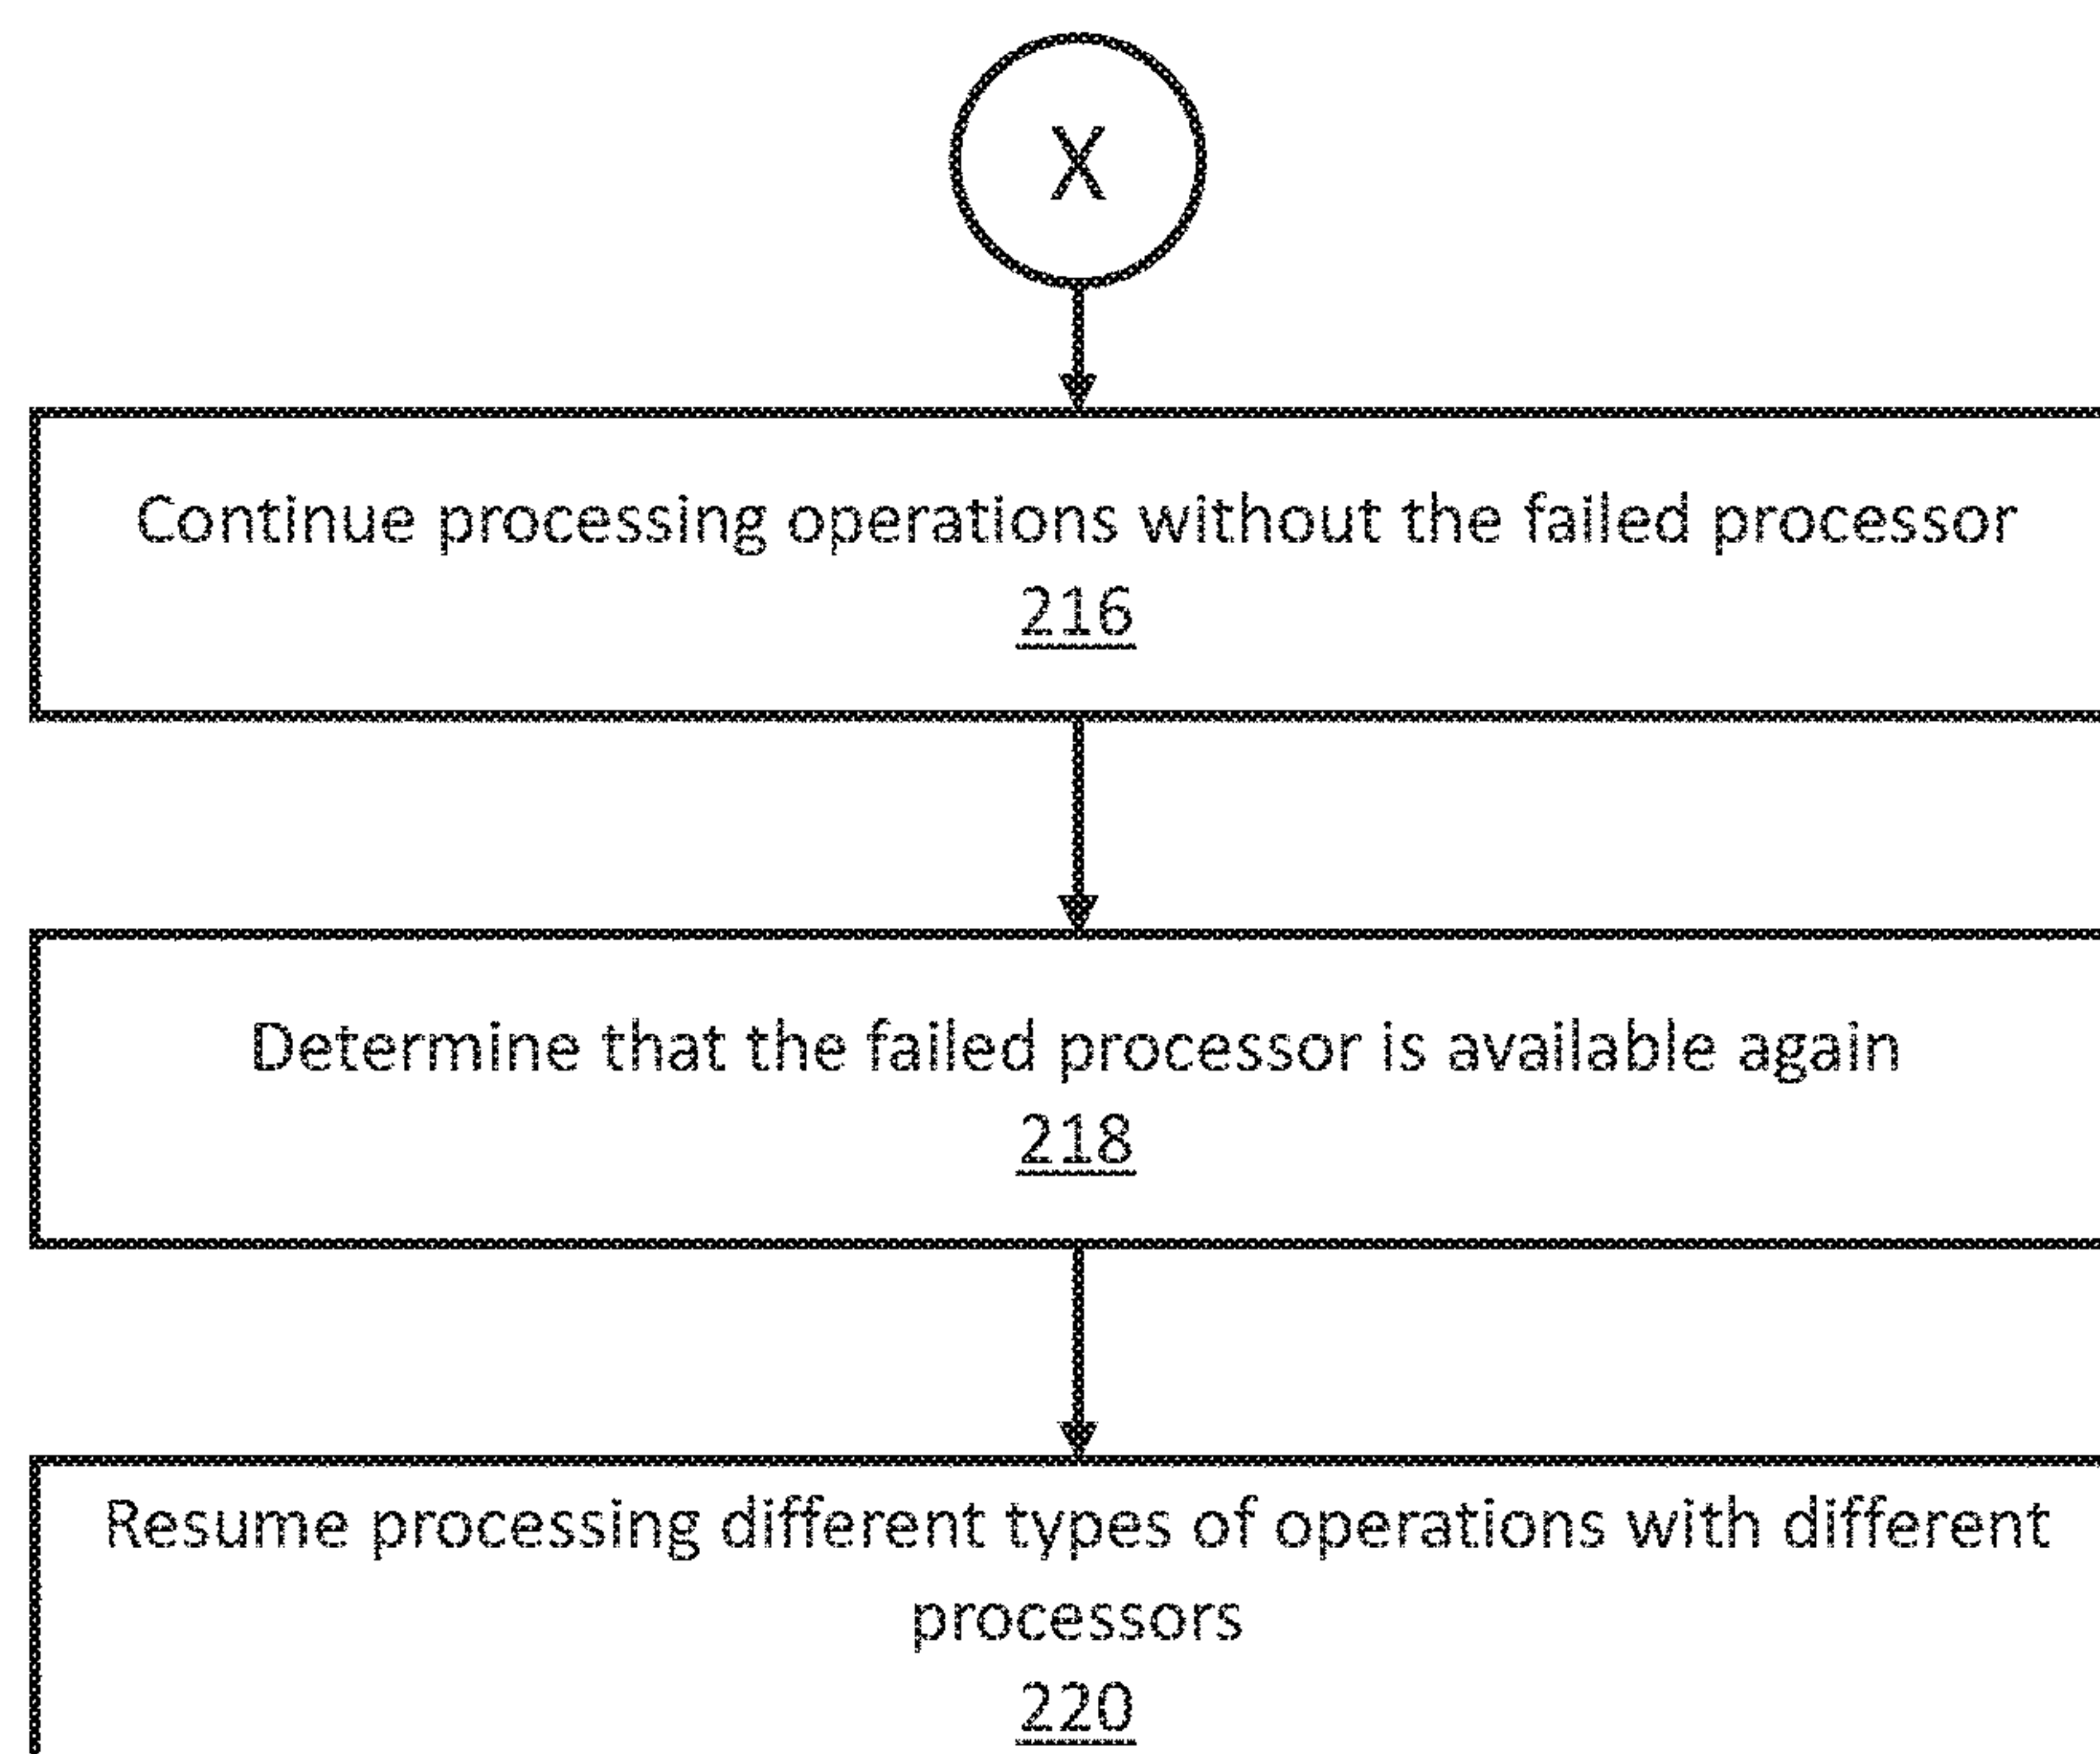 X
Continue processing operations without the failed processor
216
Determine that the failed processor is available again
218
Resume processing different types of operations with different
processors
220